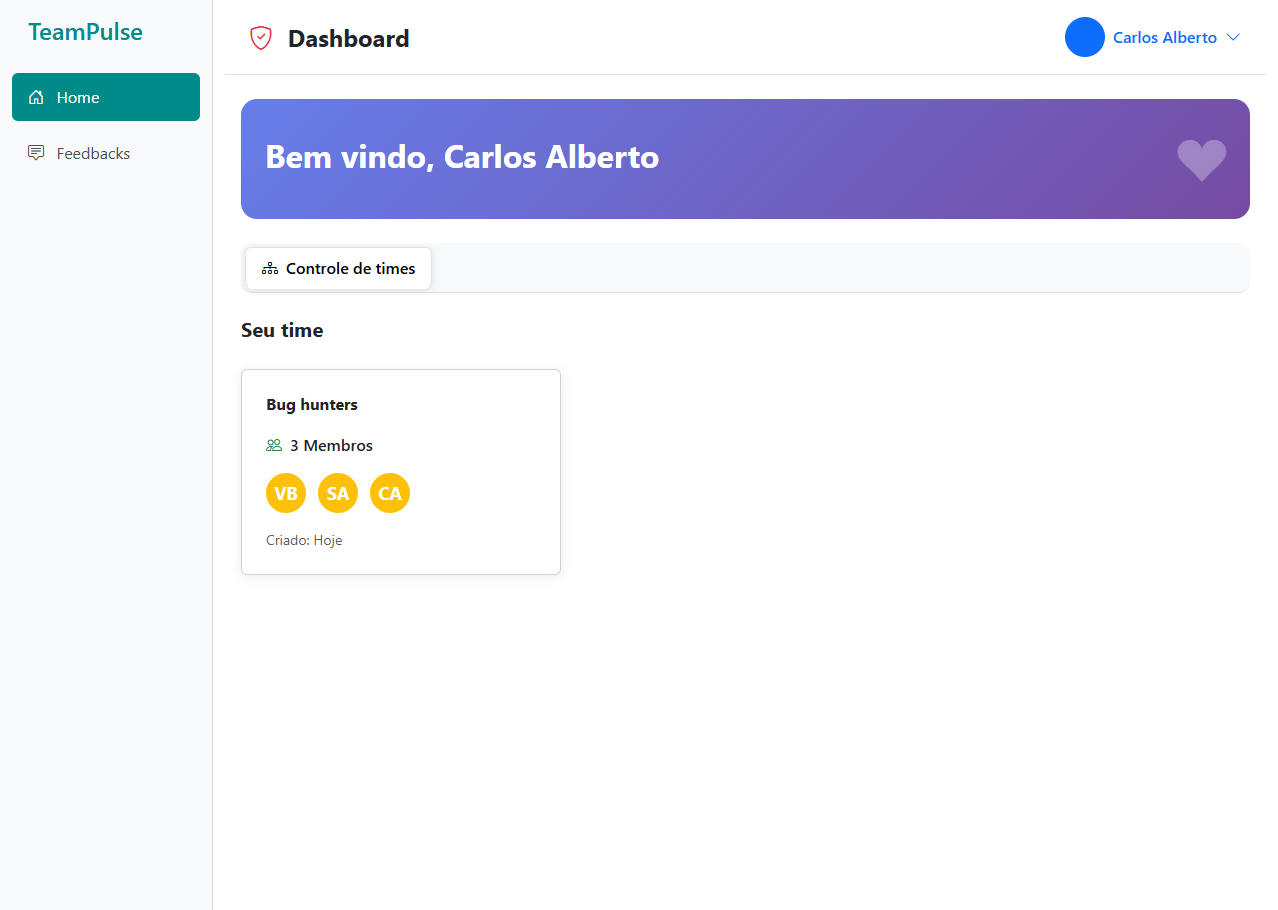 TeamPulse
Home
Feedbacks
Dashboard
Carlos Alberto
Bem vindo, Carlos Alberto
Controle de times
Seu time
Bug hunters
3 Membros
VB SA CA
Criado: Hoje